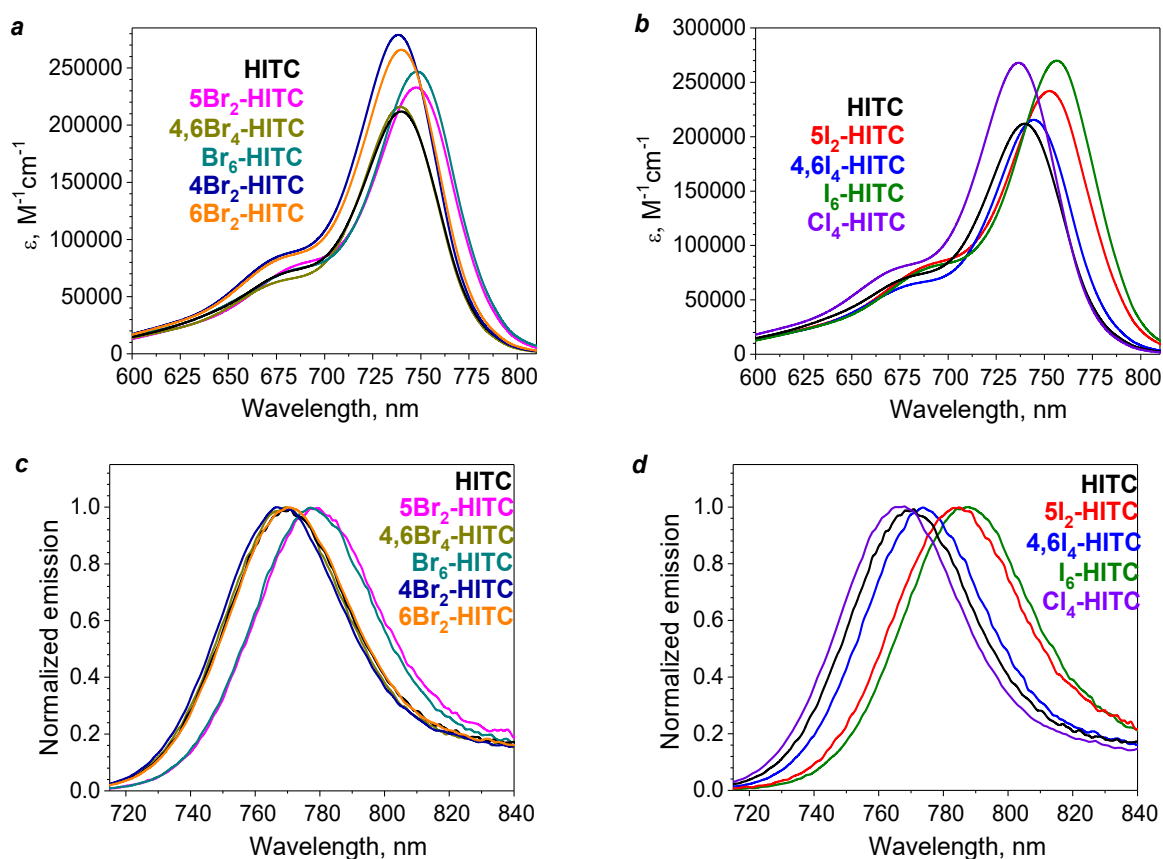 a
ε, M⁻¹cm⁻¹
250000
200000
150000
100000
50000
0
HITC
5Br₂-HITC
4,6Br₄-HITC
Br₆-HITC
4Br₂-HITC
6Br₂-HITC
600 625 650 675 700 725 750 775 800
Wavelength, nm
b
ε, M⁻¹cm⁻¹
300000
250000
200000
150000
100000
50000
0
HITC
5I₂-HITC
4,6I₄-HITC
I₆-HITC
Cl₄-HITC
600 625 650 675 700 725 750 775 800
Wavelength, nm
c
Normalized emission
1.0
0.8
0.6
0.4
0.2
0.0
HITC
5Br₂-HITC
4,6Br₄-HITC
Br₆-HITC
4Br₂-HITC
6Br₂-HITC
720 740 760 780 800 820 840
Wavelength, nm
d
Normalized emission
1.0
0.8
0.6
0.4
0.2
0.0
HITC
5I₂-HITC
4,6I₄-HITC
I₆-HITC
Cl₄-HITC
720 740 760 780 800 820 840
Wavelength, nm